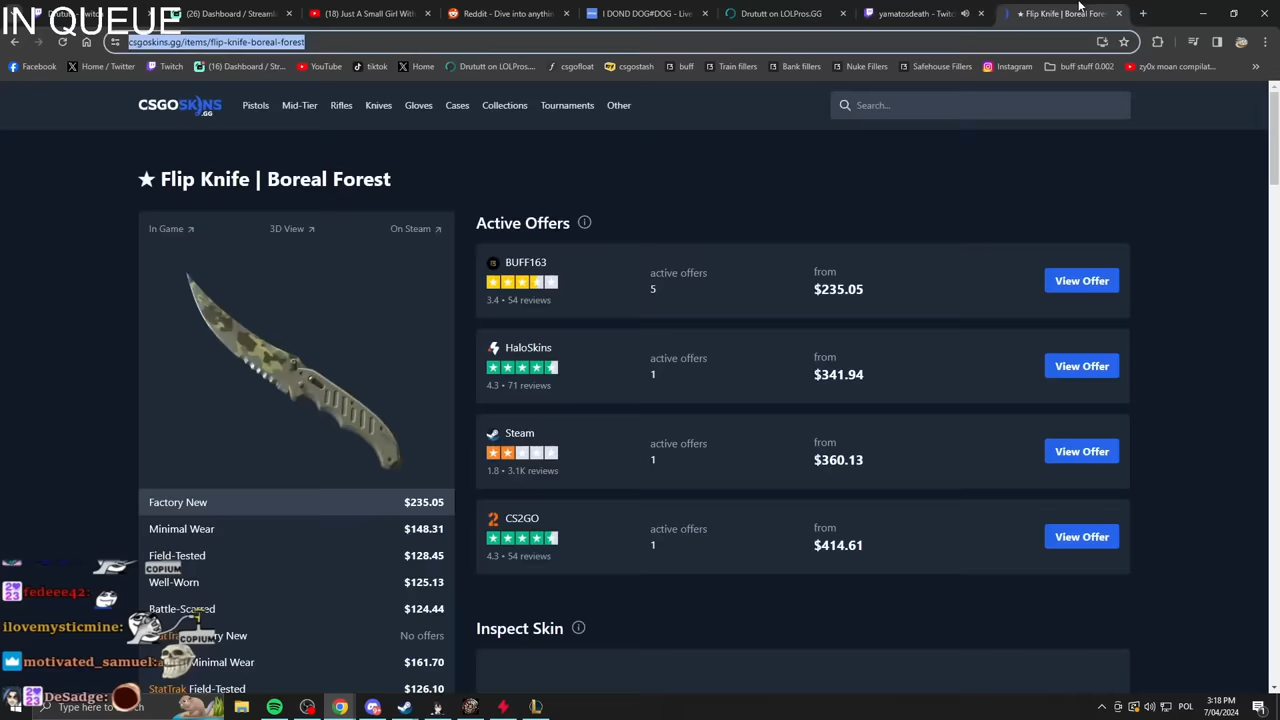 IN QUEUE
(26) Dashboard / Streaml
(18) Just A Small Girl With
Reddit - Dive into anythin
I DOND DOG#DOG - Live
Drututt on LOLPros.GG
yamatosdeath - Twitch
★ Flip Knife | Boreal Fores
csgoskins.gg/items/flip-knife-boreal-forest
Facebook
Home / Twitter
Twitch
(16) Dashboard / Str...
YouTube
tiktok
Home
Drututt on LOLPros....
csgofloat
csgostash
buff
Train fillers
Bank fillers
Nuke Fillers
Safehouse Fillers
Instagram
buff stuff 0.002
zy0x moan compilat...
CSGOSKINS.GG
Pistols
Mid-Tier
Rifles
Knives
Gloves
Cases
Collections
Tournaments
Other
Search...
★ Flip Knife | Boreal Forest
In Game
3D View
On Steam
Factory New $235.05
Minimal Wear $148.31
Field-Tested $128.45
Well-Worn $125.13
Battle-Scarred $124.44
New No offers
Minimal Wear $161.70
StatTrak Field-Tested $126.10
Active Offers
BUFF163
3.4 • 54 reviews
active offers
5
from
$235.05
View Offer
HaloSkins
4.3 • 71 reviews
active offers
1
from
$341.94
View Offer
Steam
1.8 • 3.1K reviews
active offers
1
from
$360.13
View Offer
CS2GO
4.3 • 54 reviews
active offers
1
from
$414.61
View Offer
Inspect Skin
COPIUM
fedeee42:
ilovemysticmine:
COPIUM
motivated_samuel:
DeSadge:
Type here to search
POL
3:18 PM
7/04/2024